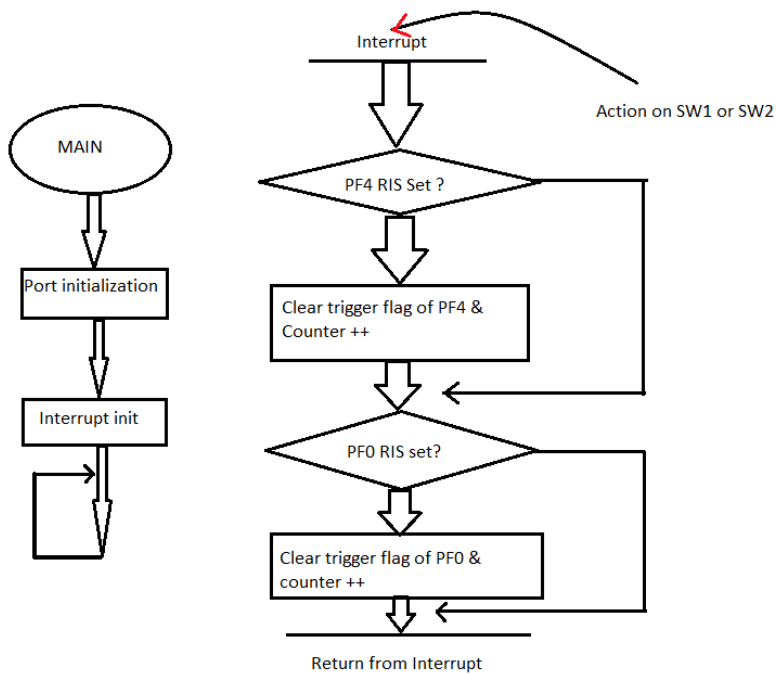 MAIN
Port initialization
Interrupt init
Interrupt
Action on SW1 or SW2
PF4 RIS Set ?
Clear trigger flag of PF4 &
Counter ++
PF0 RIS set?
Clear trigger flag of PF0 &
counter ++
Return from Interrupt